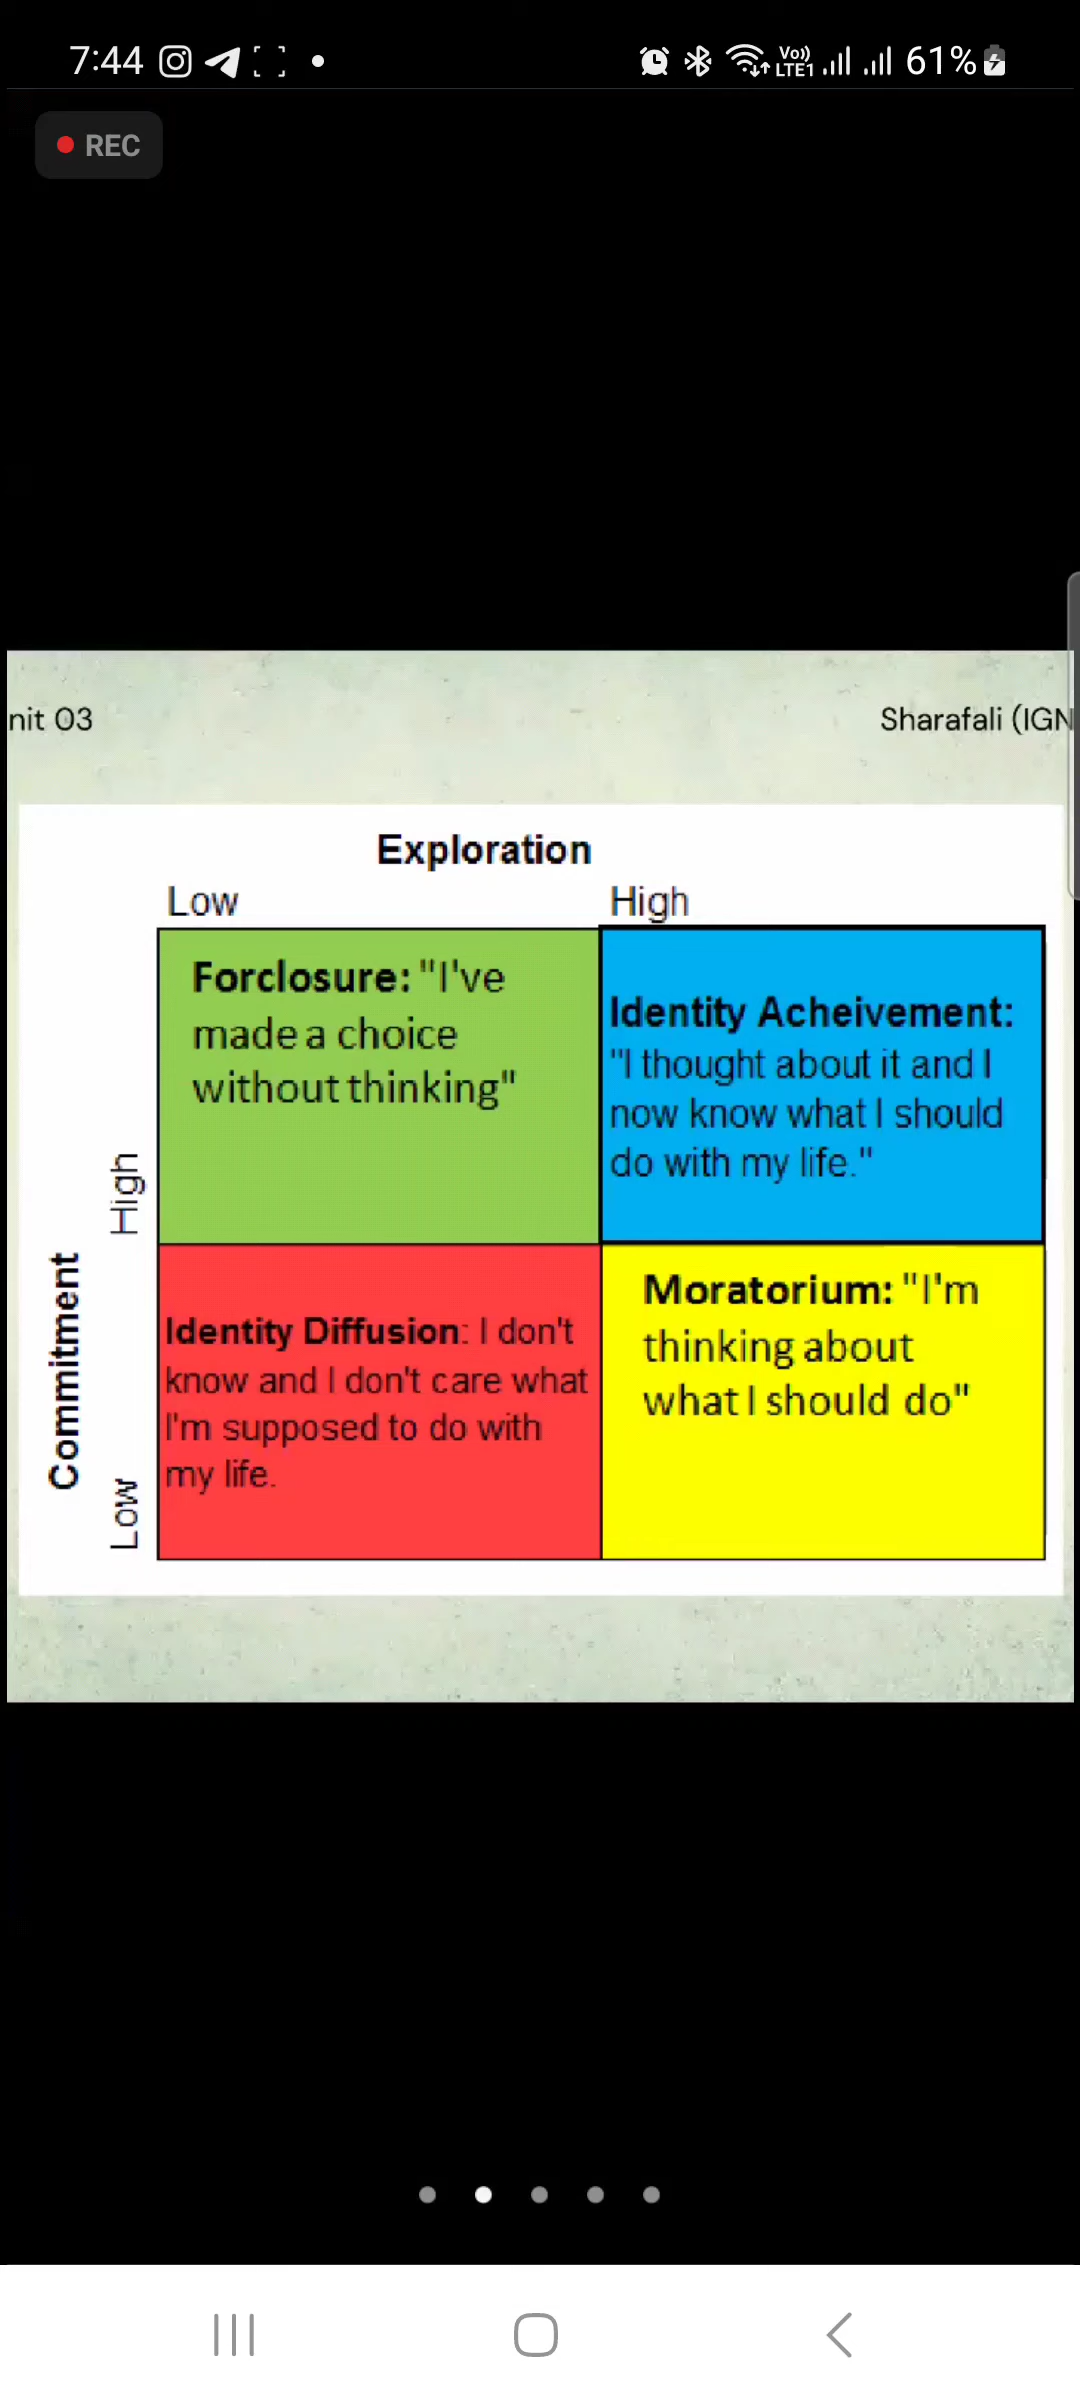 7:44
Vo))
LTE1
61%
REC
nit 03
Sharafali (IGN
Exploration
Low
High
Forclosure: "I've
made a choice
without thinking"
Identity Acheivement:
"I thought about it and I
now know what I should
do with my life."
High
Commitment
Low
Identity Diffusion: I don't
know and I don't care what
I'm supposed to do with
my life.
Moratorium: "I'm
thinking about
what I should do"